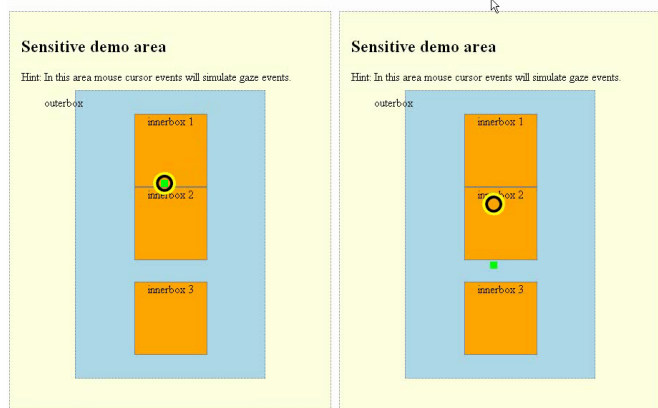 Sensitive demo area
Hint: In this area mouse cursor events will simulate gaze events.
outerbox
innerbox 1
innerbox 2
innerbox 3
Sensitive demo area
Hint: In this area mouse cursor events will simulate gaze events.
outerbox
innerbox 1
innerbox 2
innerbox 3